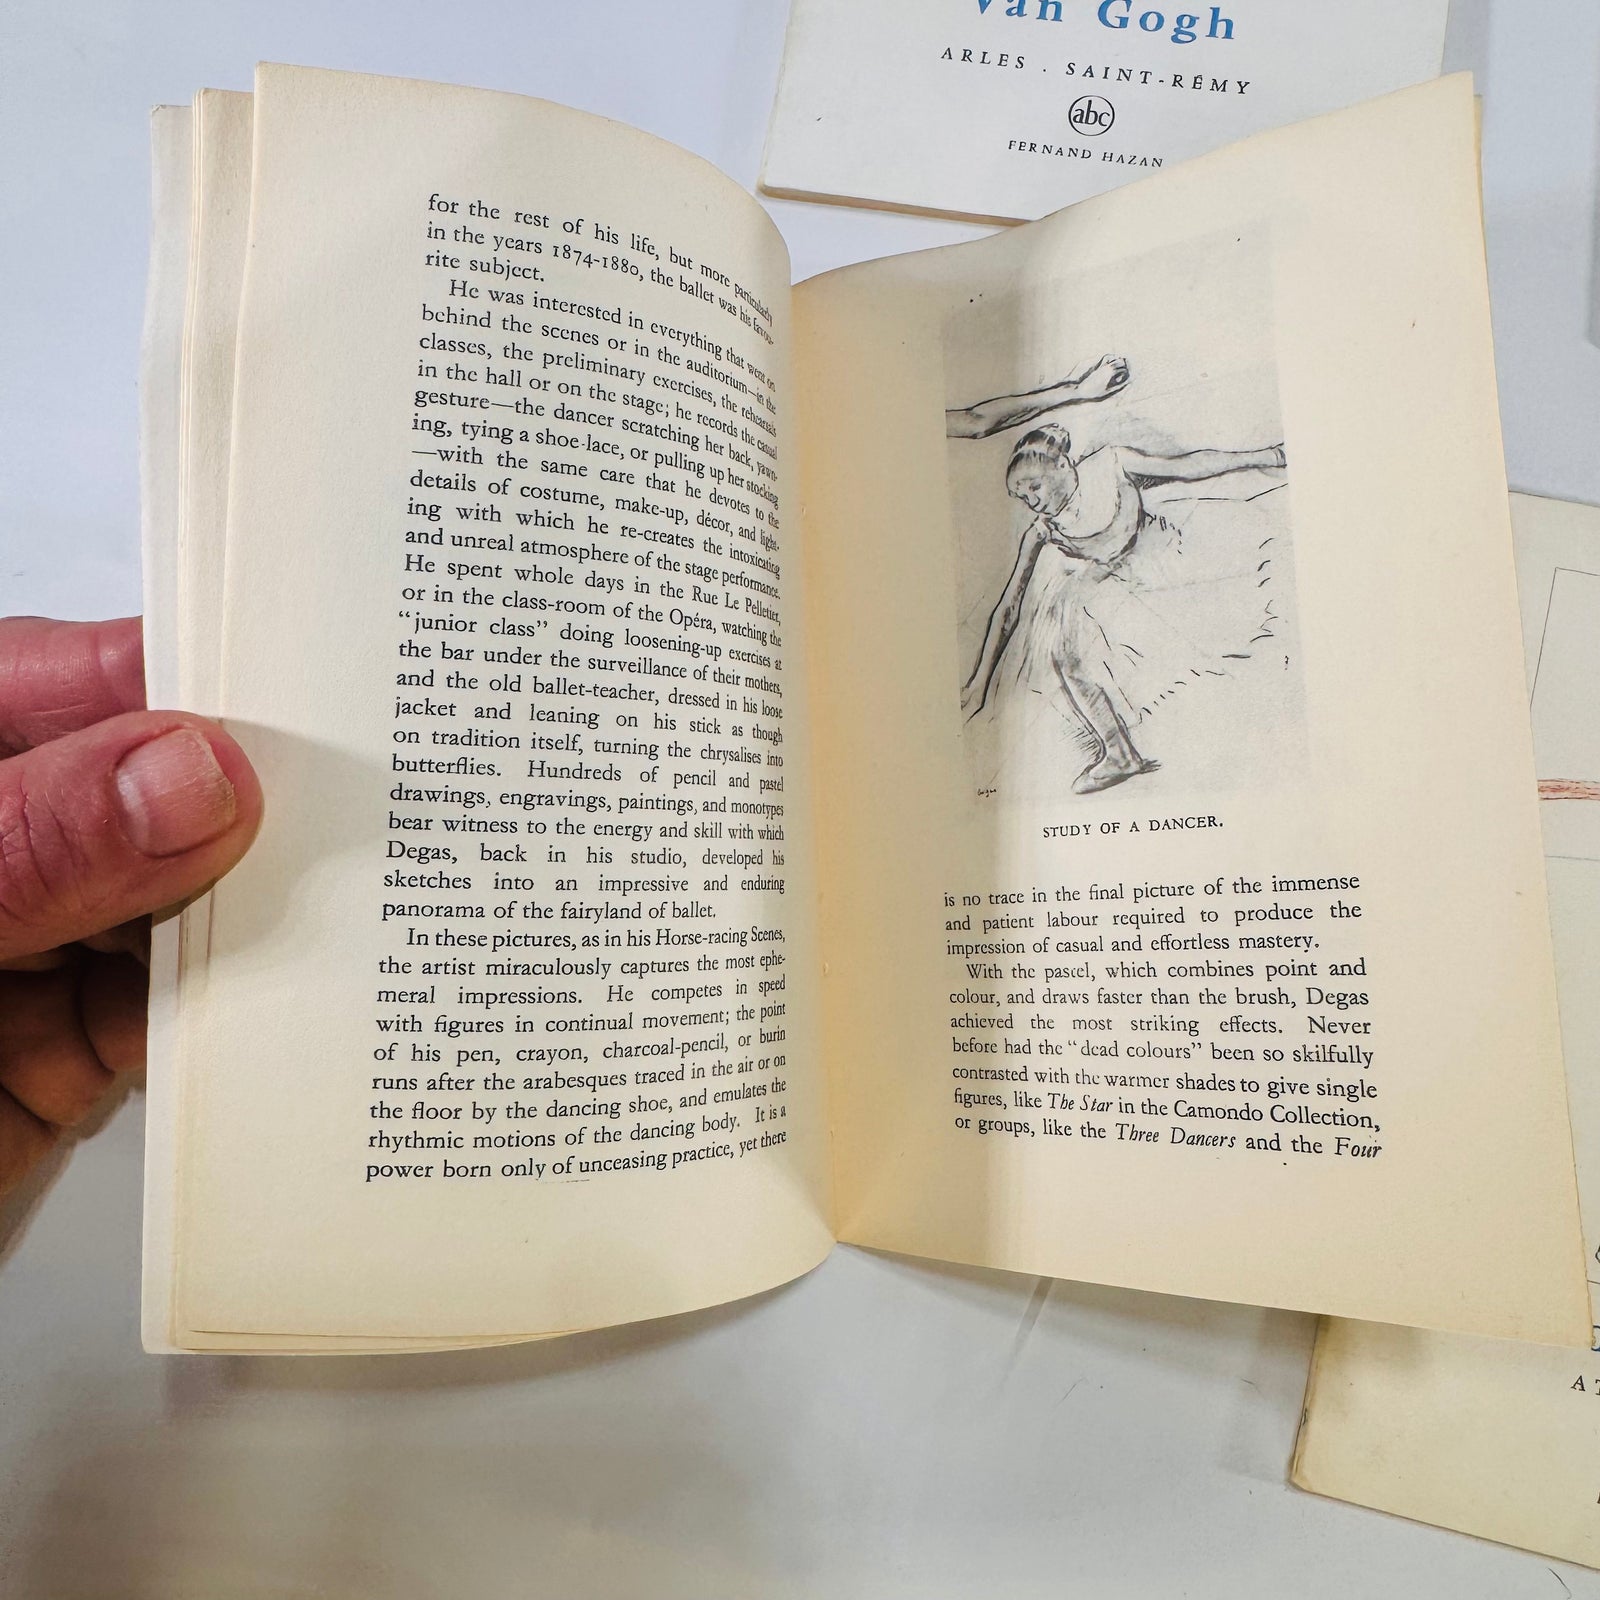 Van Gogh
ARLES . SAINT-RÉMY
abc
FERNAND HAZAN
for the rest of his life, but more particularly
in the years 1874-1880, the ballet was his favou-
rite subject.
He was interested in everything that went on
behind the scenes or in the auditorium—in the
classes, the preliminary exercises, the rehearsals
in the hall or on the stage; he records the casual
gesture—the dancer scratching her back, yawn-
ing, tying a shoe-lace, or pulling up her stocking
—with the same care that he devotes to the
details of costume, make-up, décor, and light-
ing with which he re-creates the intoxicating
and unreal atmosphere of the stage performance.
He spent whole days in the Rue Le Pelletier,
or in the class-room of the Opéra, watching the
“junior class” doing loosening-up exercises at
the bar under the surveillance of their mothers,
and the old ballet-teacher, dressed in his loose
jacket and leaning on his stick as though
on tradition itself, turning the chrysalises into
butterflies. Hundreds of pencil and pastel
drawings, engravings, paintings, and monotypes
bear witness to the energy and skill with which
Degas, back in his studio, developed his
sketches into an impressive and enduring
panorama of the fairyland of ballet.
In these pictures, as in his Horse-racing Scenes,
the artist miraculously captures the most ephe-
meral impressions. He competes in speed
with figures in continual movement; the point
of his pen, crayon, charcoal-pencil, or burin
runs after the arabesques traced in the air or on
the floor by the dancing shoe, and emulates the
rhythmic motions of the dancing body. It is a
power born only of unceasing practice, yet there
STUDY OF A DANCER.
is no trace in the final picture of the immense
and patient labour required to produce the
impression of casual and effortless mastery.
With the pastel, which combines point and
colour, and draws faster than the brush, Degas
achieved the most striking effects. Never
before had the “dead colours” been so skilfully
contrasted with the warmer shades to give single
figures, like The Star in the Camondo Collection,
or groups, like the Three Dancers and the Four